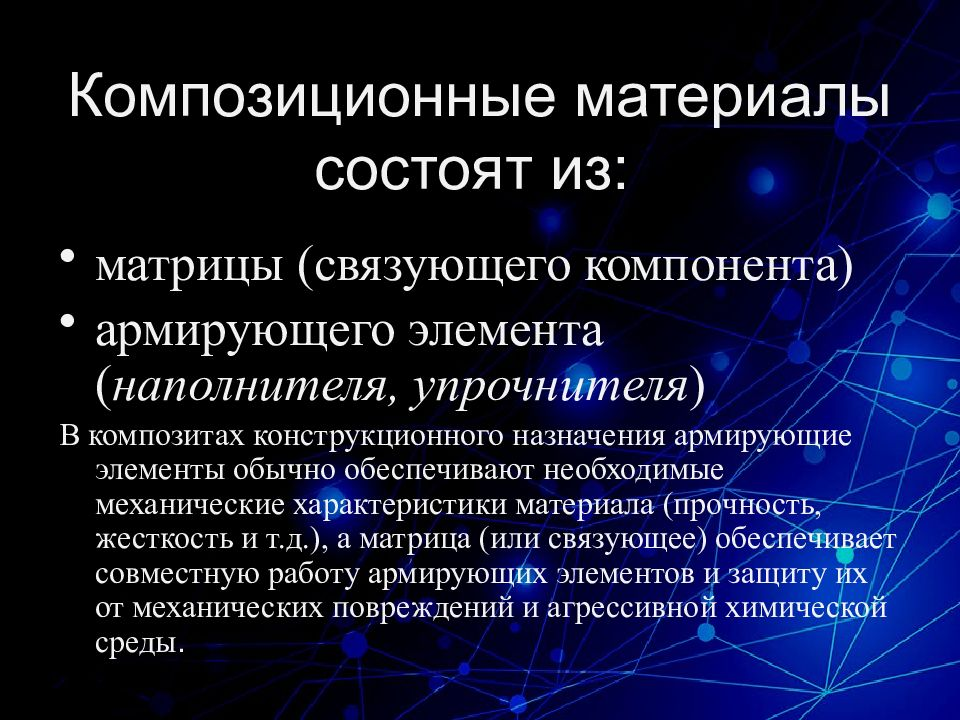 Композиционные материалы
состоят из:
• матрицы (связующего компонента)
• армирующего элемента
(наполнителя, упрочнителя)
В композитах конструкционного назначения армирующие
элементы обычно обеспечивают необходимые
механические характеристики материала (прочность,
жесткость и т.д.), а матрица (или связующее) обеспечивает
совместную работу армирующих элементов и защиту их
от механических повреждений и агрессивной химической
среды.